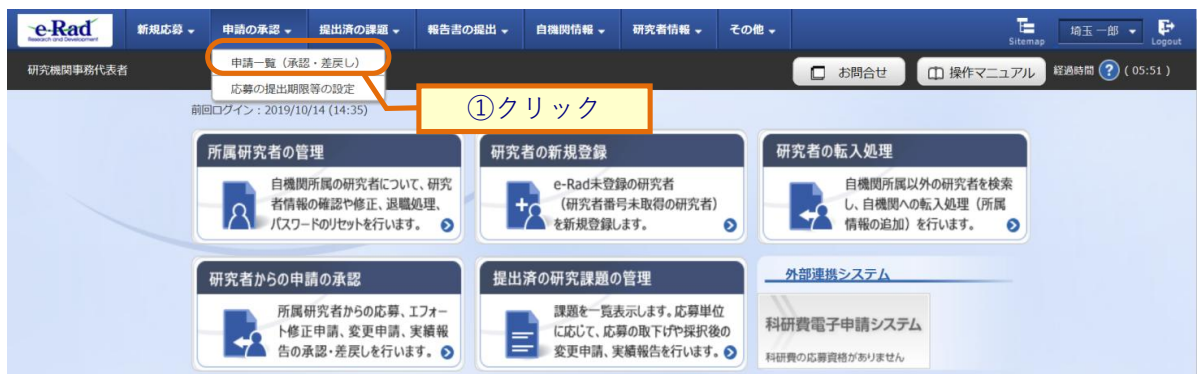 e-Rad
Research and Development
新規応募
申請の承認
提出済の課題
報告書の提出
自機関情報
研究者情報
その他
Sitemap
埼玉 一郎
Logout
研究機関事務代表者
申請一覧（承認・差戻し）
応募の提出期限等の設定
お問合せ
操作マニュアル
経過時間 ? ( 05:51 )
前回ログイン：2019/10/14 (14:35)
①クリック
所属研究者の管理
自機関所属の研究者について、研究
者情報の確認や修正、退職処理、
パスワードのリセットを行います。
研究者の新規登録
e-Rad未登録の研究者
（研究者番号未取得の研究者）
を新規登録します。
研究者の転入処理
自機関所属以外の研究者を検索
し、自機関への転入処理（所属
情報の追加）を行います。
研究者からの申請の承認
所属研究者からの応募、エフォー
ト修正申請、変更申請、実績報
告の承認・差戻しを行います。
提出済の研究課題の管理
課題を一覧表示します。応募単位
に応じて、応募の取下げや採択後の
変更申請、実績報告を行います。
外部連携システム
科研費電子申請システム
科研費の応募資格がありません